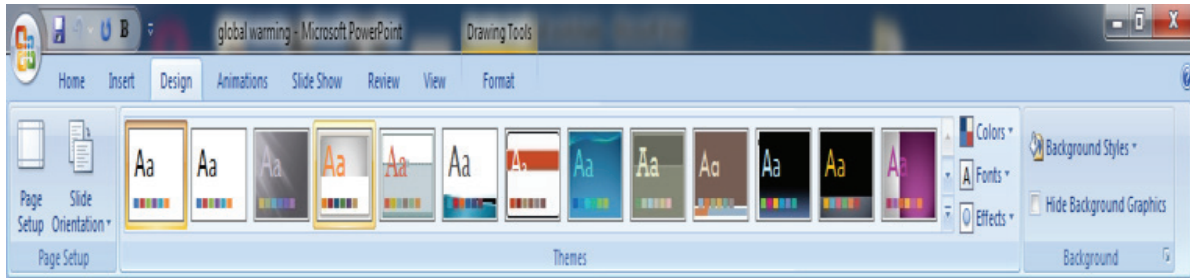 B global warming - Microsoft PowerPoint Drawing Tools
Home Insert Design Animations Slide Show Review View Format
Aa Aa Aa Aa Aa Aa Aa Aa Aa Aa Aa Aa Aa
Colors
Fonts
Effects
Page Setup
Slide Orientation
Background Styles
Hide Background Graphics
Page Setup Themes Background